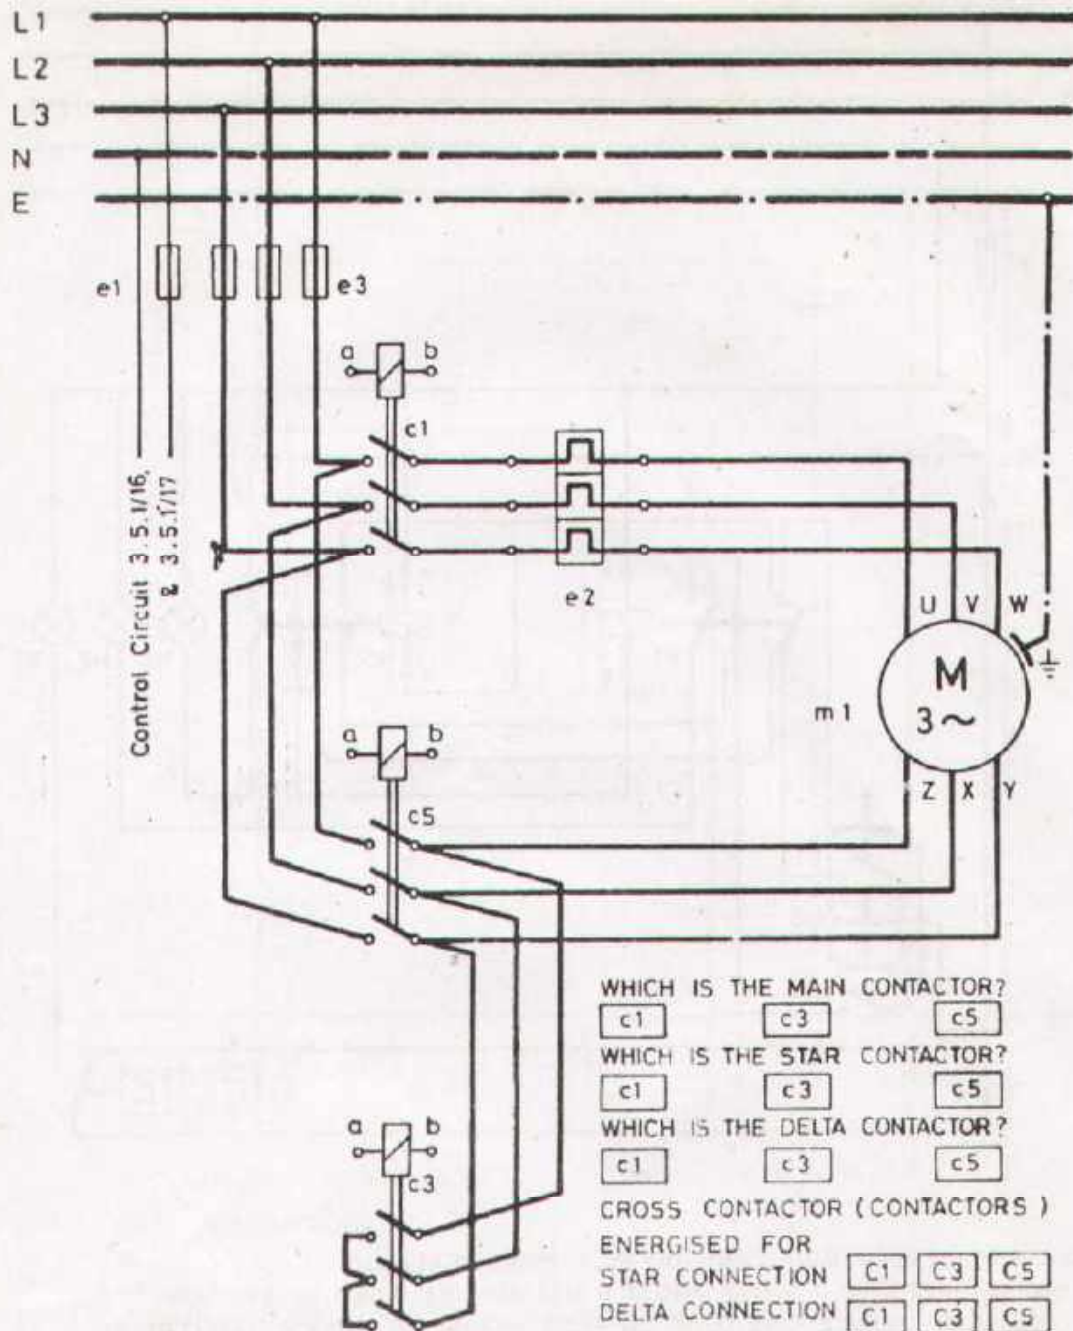 L1
L2
L3
N
E
e1
e3
a b
c1
Control Circuit 3.5.1/16,
& 3.5.1/17
e2
U V W
M
3~
m1
Z X Y
a b
c5
WHICH IS THE MAIN CONTACTOR?
c1 c3 c5
WHICH IS THE STAR CONTACTOR?
c1 c3 c5
WHICH IS THE DELTA CONTACTOR?
c1 c3 c5
a b
c3
CROSS CONTACTOR (CONTACTORS)
ENERGISED FOR
STAR CONNECTION C1 C3 C5
DELTA CONNECTION C1 C3 C5